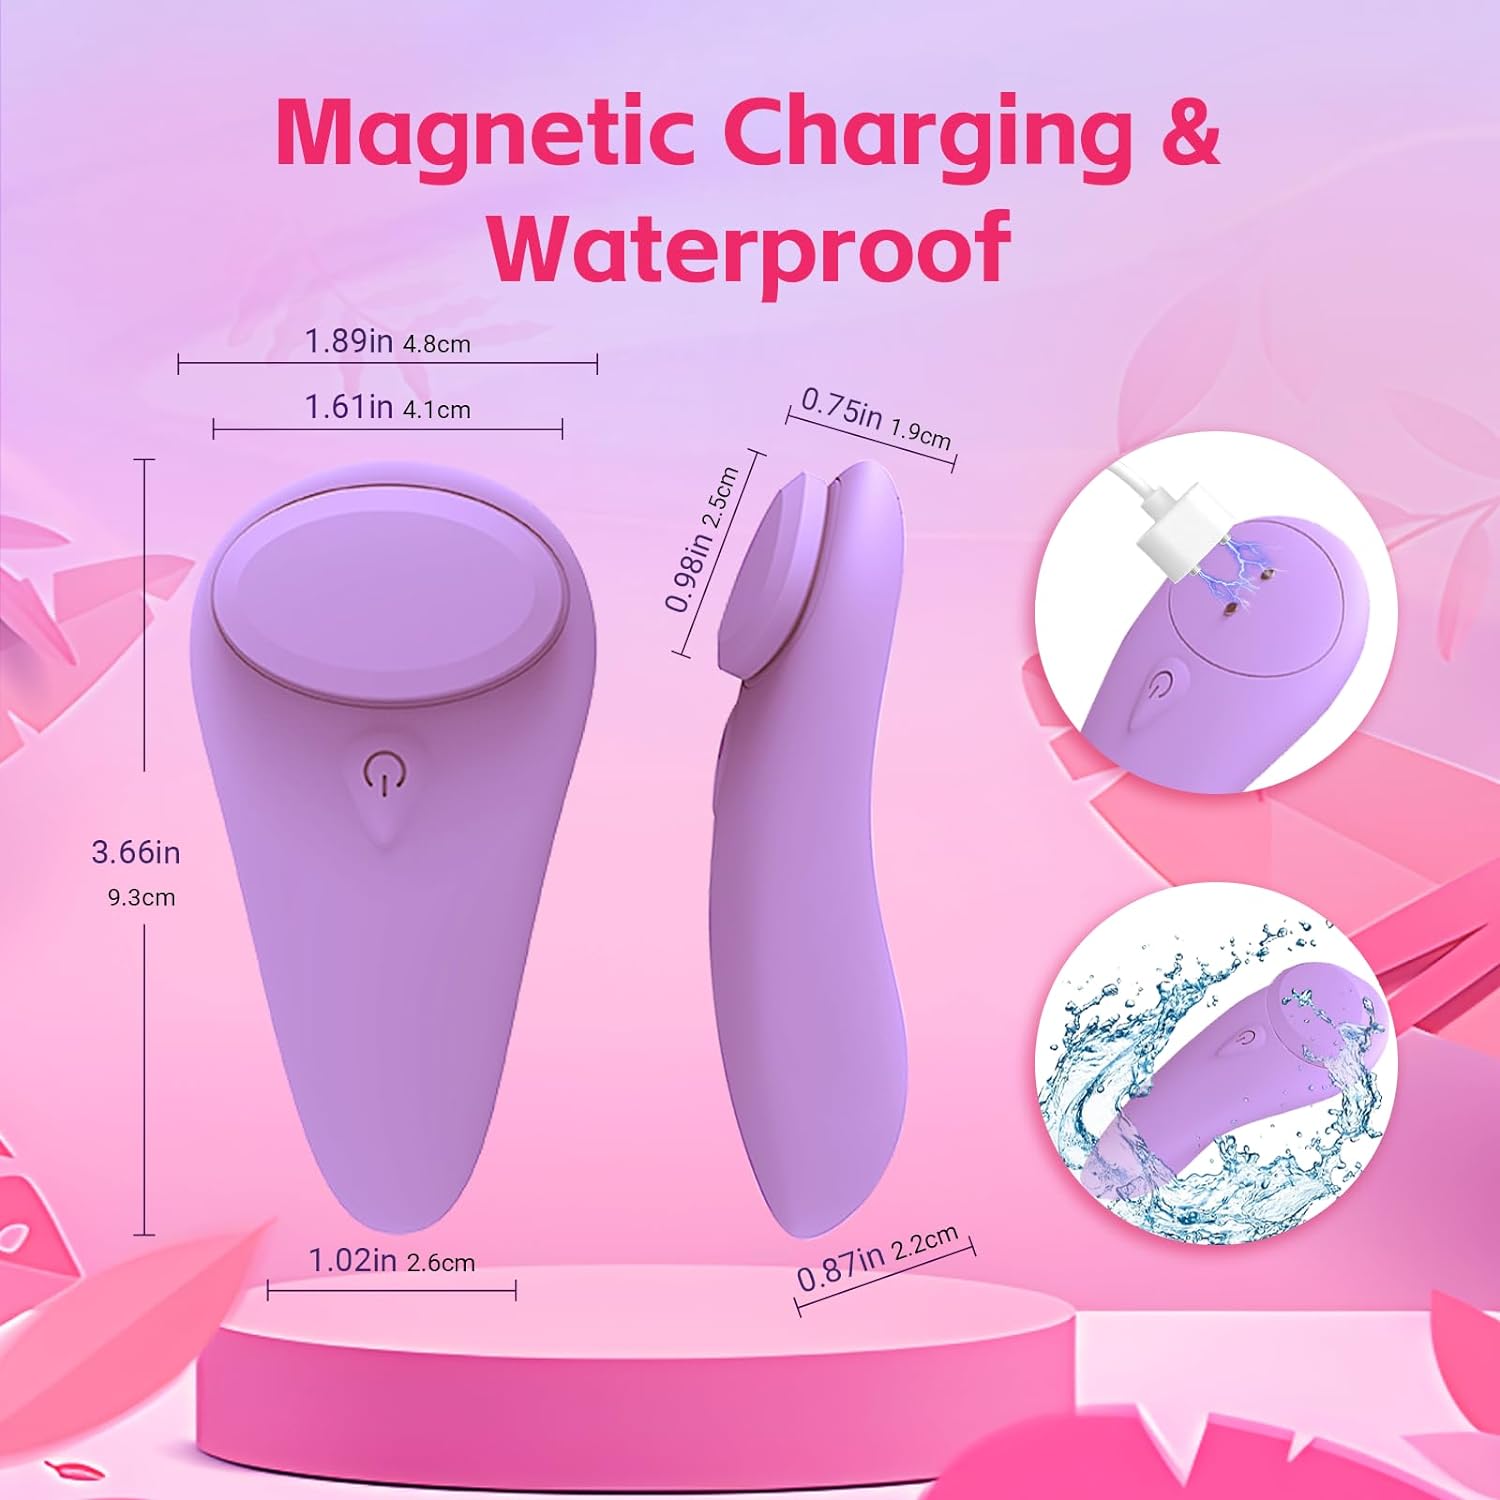 Magnetic Charging &
Waterproof
1.89in 4.8cm
1.61in 4.1cm
0.75in 1.9cm
0.98in 2.5cm
3.66in
9.3cm
1.02in 2.6cm
0.87in 2.2cm